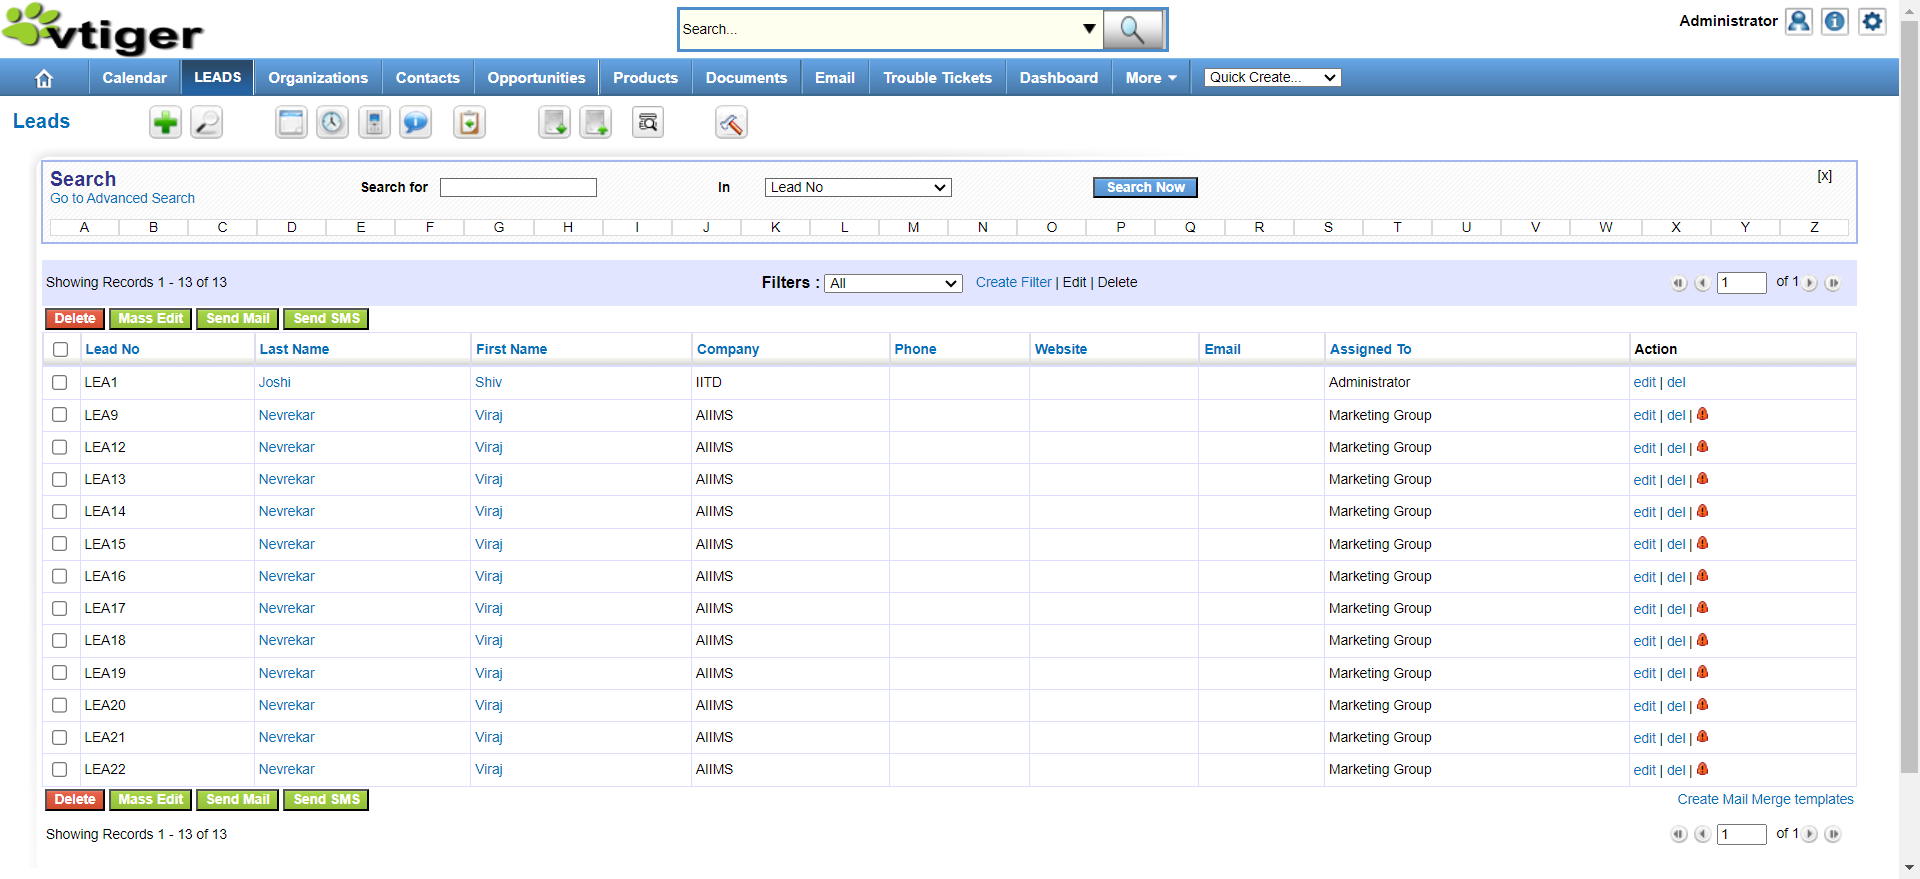 vtiger
Search...
Administrator
Calendar LEADS Organizations Contacts Opportunities Products Documents Email Trouble Tickets Dashboard More Quick Create...
Leads
Search
Go to Advanced Search
Search for In Lead No Search Now [x]
A B C D E F G H I J K L M N O P Q R S T U V W X Y Z
Showing Records 1 - 13 of 13 Filters : All Create Filter | Edit | Delete 1 of 1
Delete Mass Edit Send Mail Send SMS
Lead No Last Name First Name Company Phone Website Email Assigned To Action
LEA1 Joshi Shiv IITD Administrator edit | del
LEA9 Nevrekar Viraj AIIMS Marketing Group edit | del |
LEA12 Nevrekar Viraj AIIMS Marketing Group edit | del |
LEA13 Nevrekar Viraj AIIMS Marketing Group edit | del |
LEA14 Nevrekar Viraj AIIMS Marketing Group edit | del |
LEA15 Nevrekar Viraj AIIMS Marketing Group edit | del |
LEA16 Nevrekar Viraj AIIMS Marketing Group edit | del |
LEA17 Nevrekar Viraj AIIMS Marketing Group edit | del |
LEA18 Nevrekar Viraj AIIMS Marketing Group edit | del |
LEA19 Nevrekar Viraj AIIMS Marketing Group edit | del |
LEA20 Nevrekar Viraj AIIMS Marketing Group edit | del |
LEA21 Nevrekar Viraj AIIMS Marketing Group edit | del |
LEA22 Nevrekar Viraj AIIMS Marketing Group edit | del |
Delete Mass Edit Send Mail Send SMS Create Mail Merge templates
Showing Records 1 - 13 of 13 1 of 1